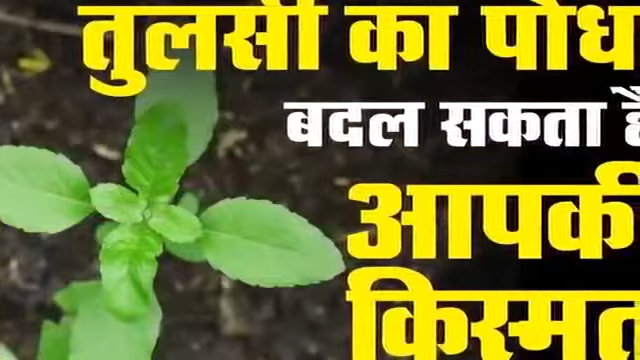 तुलसी का पौधा
बदल सकता है
आपकी
किस्मत